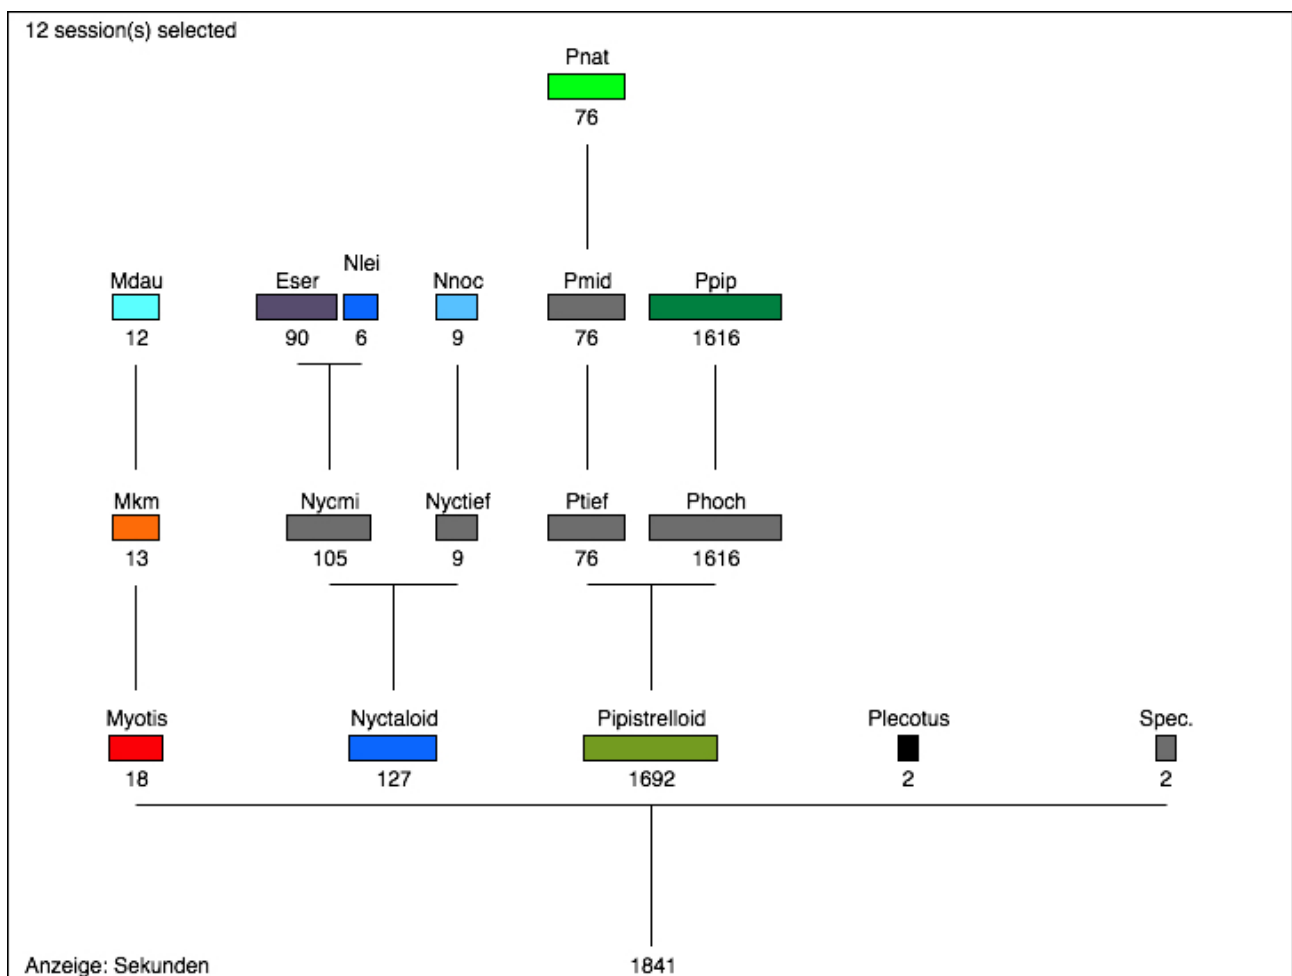 12 session(s) selected
Pnat
76
Nlei
Mdau Eser Nnoc Pmid Ppip
12 90 6 9 76 1616
Mkm Nycmi Nyctief Ptief Phoch
13 105 9 76 1616
Myotis Nyctaloid Pipistrelloid Plecotus Spec.
18 127 1692 2 2
Anzeige: Sekunden 1841